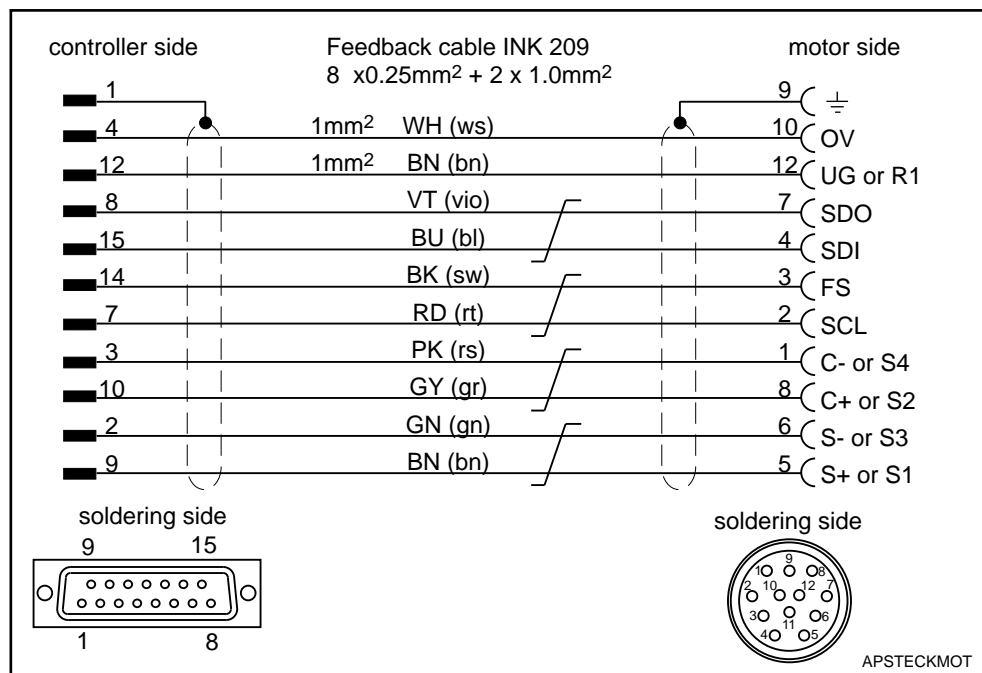 controller side Feedback cable INK 209 motor side
8 x0.25mm² + 2 x 1.0mm²
1 9
4 1mm² WH (ws) 10 OV
12 1mm² BN (bn) 12 UG or R1
8 VT (vio) 7 SDO
15 BU (bl) 4 SDI
14 BK (sw) 3 FS
7 RD (rt) 2 SCL
3 PK (rs) 1 C- or S4
10 GY (gr) 8 C+ or S2
2 GN (gn) 6 S- or S3
9 BN (bn) 5 S+ or S1
soldering side
9 15
1 8
soldering side
1 9 8
2 10 12 7
3 11 6
4 5
APSTECKMOT